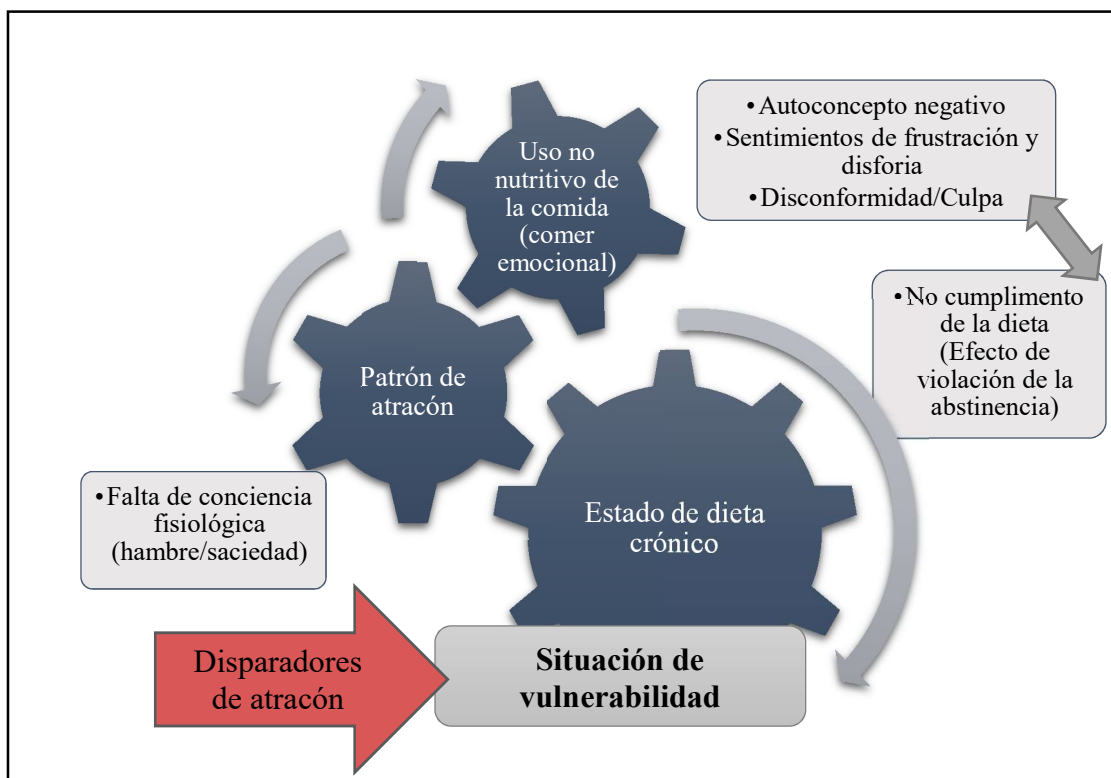 Uso no
nutritivo de
la comida
(comer
emocional)
•Autoconcepto negativo
•Sentimientos de frustración y
disforia
•Disconformidad/Culpa
•No cumplimento
de la dieta
(Efecto de
violación de la
abstinencia)
Patrón de
atracón
•Falta de conciencia
fisiológica
(hambre/saciedad)
Estado de dieta
crónico
Disparadores
de atracón
Situación de
vulnerabilidad